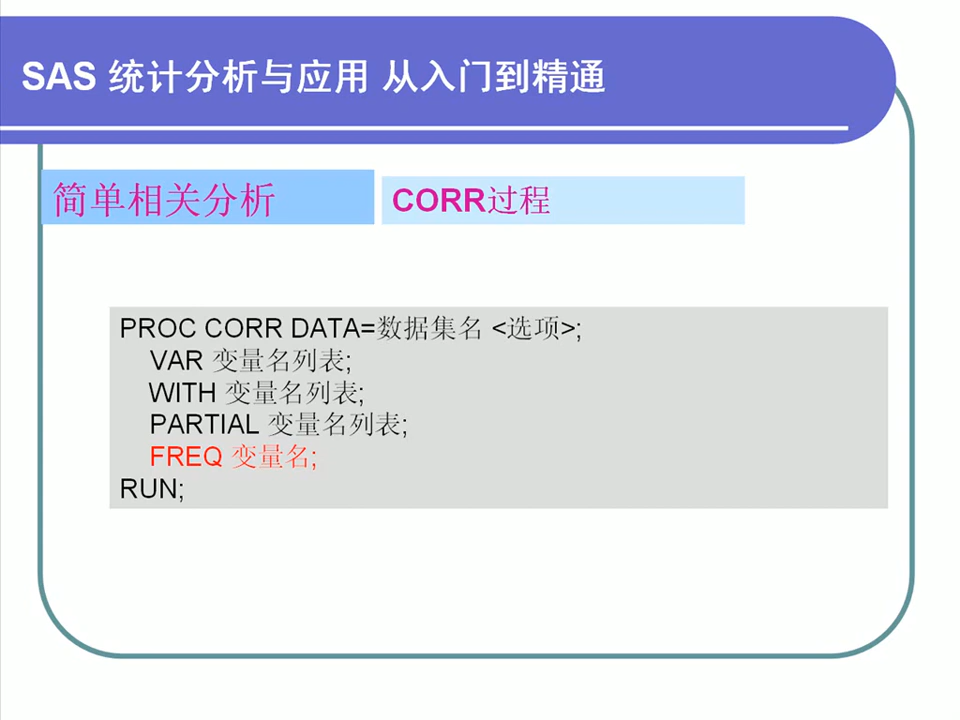 SAS 统计分析与应用 从入门到精通
简单相关分析
CORR过程
PROC CORR DATA=数据集名 <选项>;
VAR 变量名列表;
WITH 变量名列表;
PARTIAL 变量名列表;
FREQ 变量名;
RUN;